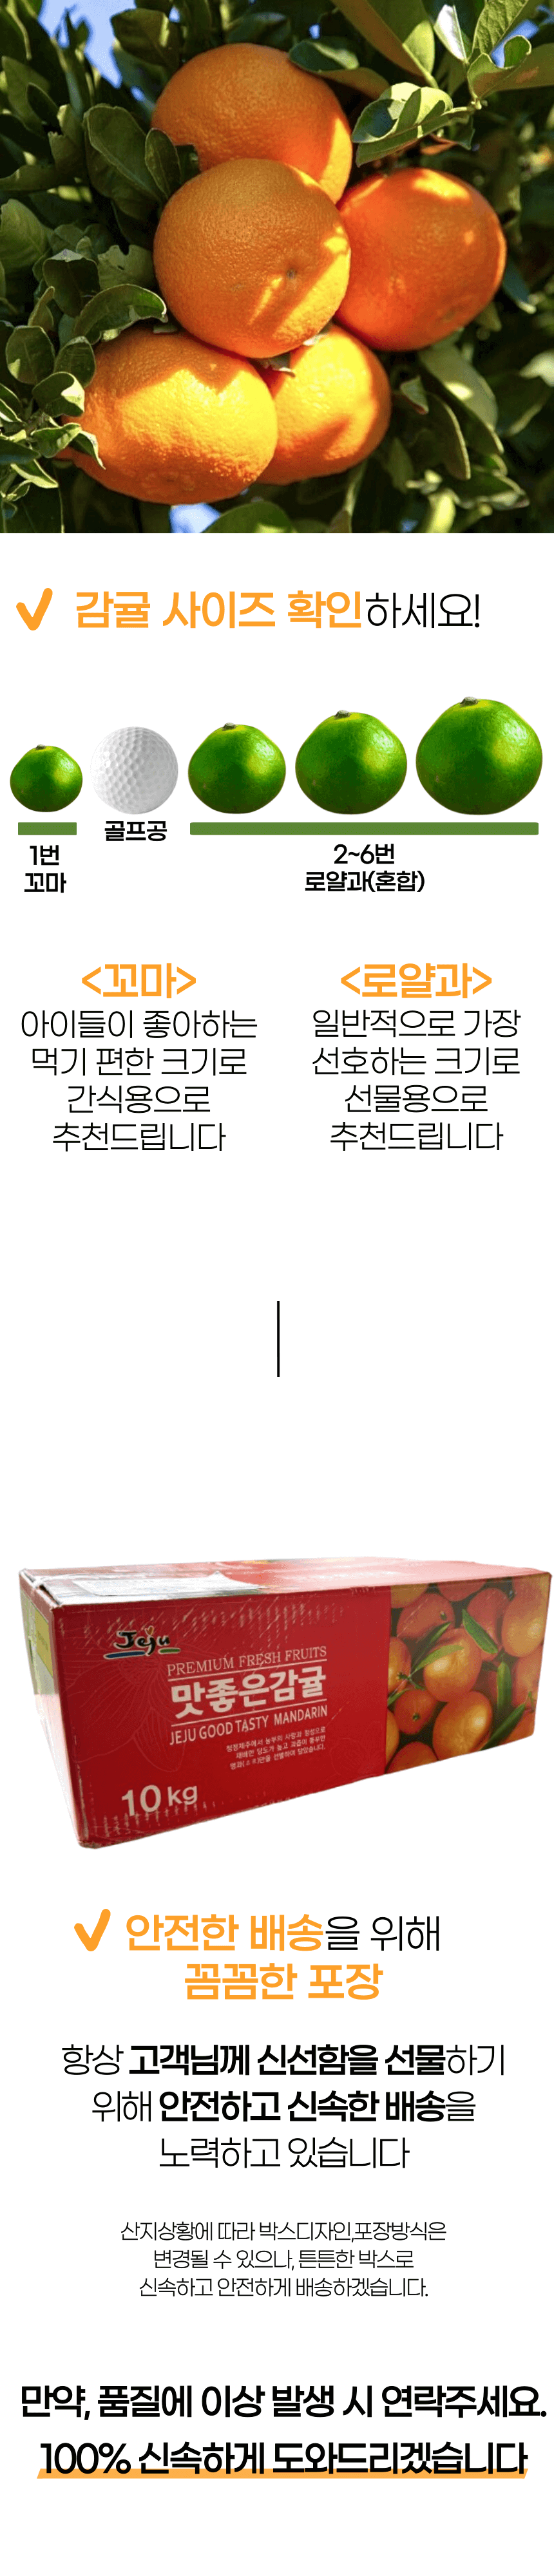 감귤 사이즈 확인하세요!
골프공
1번
꼬마
2~6번
로얄과(혼합)
<꼬마>
아이들이 좋아하는
먹기 편한 크기로
간식용으로
추천드립니다
<로얄과>
일반적으로 가장
선호하는 크기로
선물용으로
추천드립니다
Jeju
PREMIUM FRESH FRUITS
맛좋은감귤
JEJU GOOD TASTY MANDARIN
10kg
안전한 배송을 위해
꼼꼼한 포장
항상 고객님께 신선함을 선물하기
위해 안전하고 신속한 배송을
노력하고 있습니다
산지상황에 따라 박스디자인,포장방식은
변경될 수 있으나, 튼튼한 박스로
신속하고 안전하게 배송하겠습니다.
만약, 품질에 이상 발생 시 연락주세요.
100% 신속하게 도와드리겠습니다